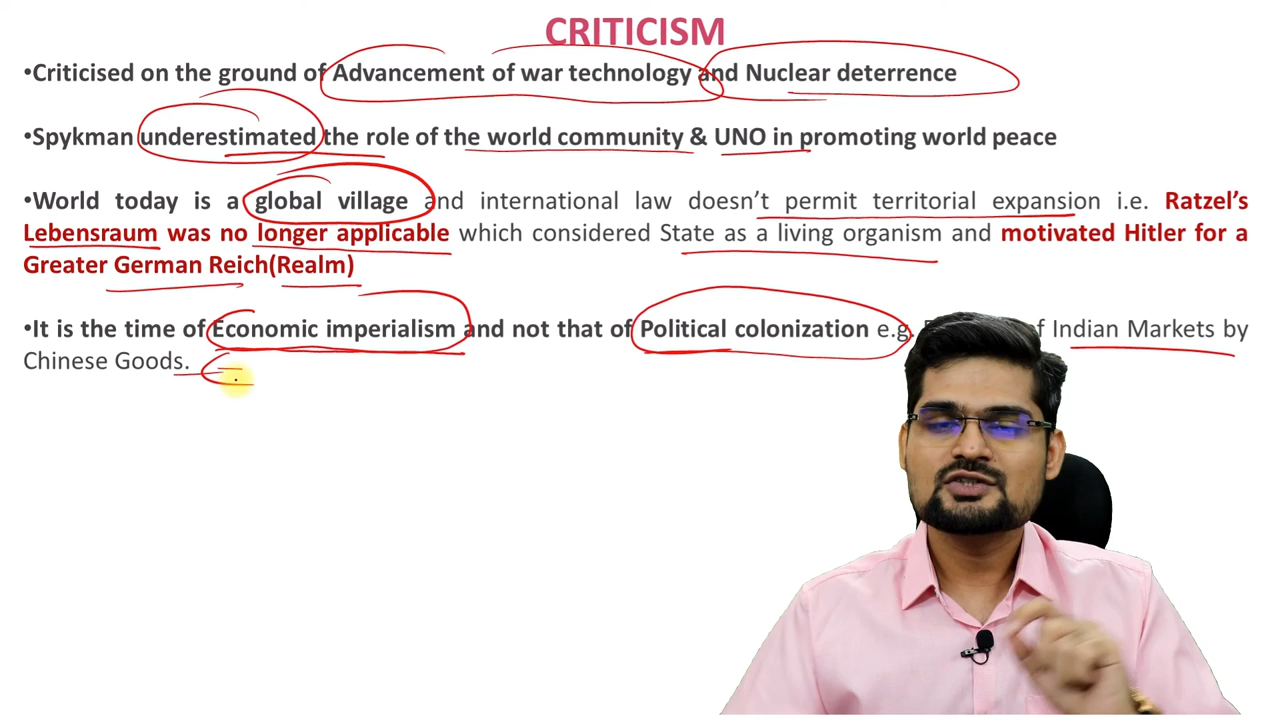 CRITICISM
•Criticised on the ground of Advancement of war technology and Nuclear deterrence
•Spykman underestimated the role of the world community & UNO in promoting world peace
•World today is a global village and international law doesn't permit territorial expansion i.e. Ratzel's
Lebensraum was no longer applicable which considered State as a living organism and motivated Hitler for a
Greater German Reich(Realm)
•It is the time of Economic imperialism and not that of Political colonization e.g. of Indian Markets by
Chinese Goods.